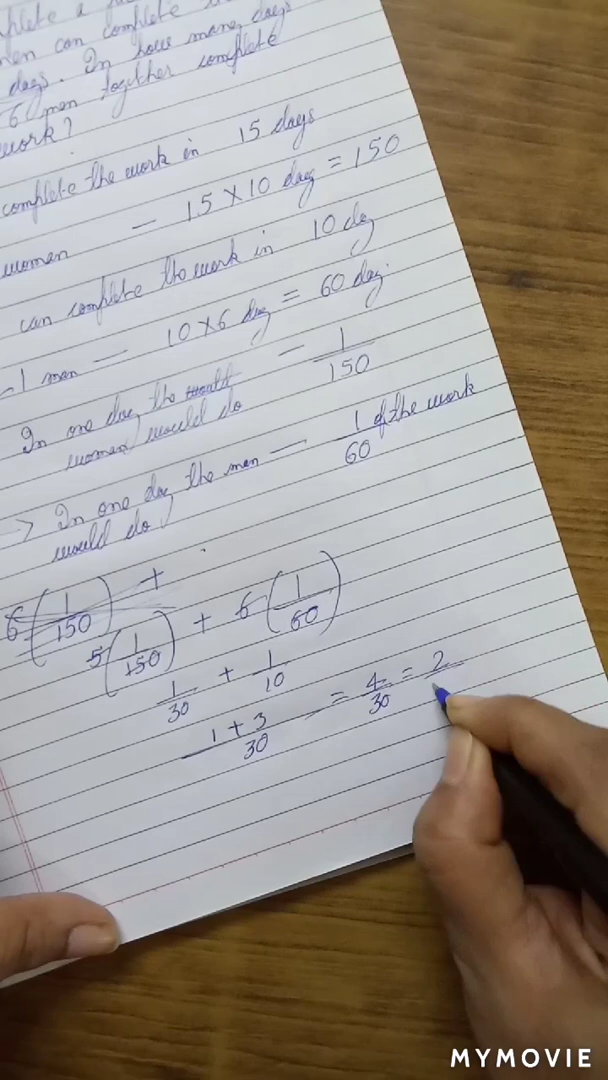 plete a
men can complete
days. In how many days
6 men together complete
work?
complete the work in 15 days
women — 15 × 10 day = 150
can complete the work in 10 day
1 man — 10 × 6 day = 60 day.
In one day the would women would do — 1/150
→ In one day the men would do — 1/60 of the work
6(1/150) +
5(1/150) + 6(1/60)
1/30 + 1/10
1 + 3/30 = 4/30 = 2
MYMOVIE